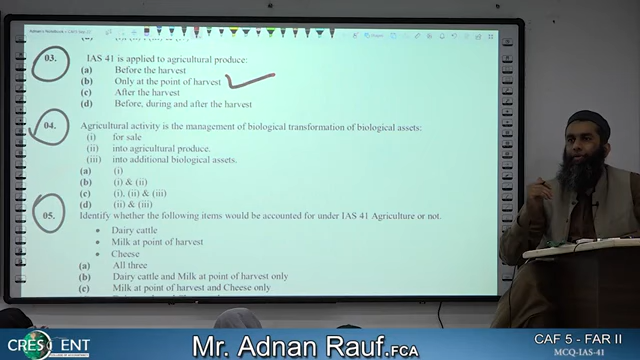 03. IAS 41 is applied to agricultural produce:
(a) Before the harvest
(b) Only at the point of harvest
(c) After the harvest
(d) Before, during and after the harvest
04. Agricultural activity is the management of biological transformation of biological assets:
(i) for sale
(ii) into agricultural produce.
(iii) into additional biological assets.
(a) (i)
(b) (i) & (ii)
(c) (i), (ii) & (iii)
(d) (ii) & (iii)
05. Identify whether the following items would be accounted for under IAS 41 Agriculture or not.
• Dairy cattle
• Milk at point of harvest
• Cheese
(a) All three
(b) Dairy cattle and Milk at point of harvest only
(c) Milk at point of harvest and Cheese only
CRESCENT
Mr. Adnan Rauf.FCA
CAF 5 - FAR II
MCQ-IAS-41